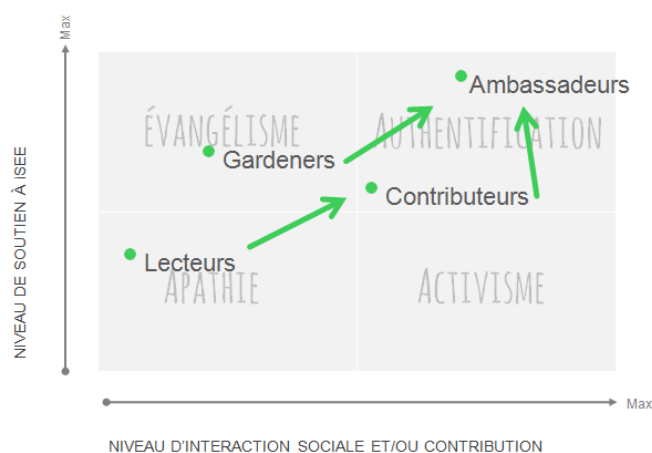 Max
Ambassadeurs
ÉVANGÉLISME
AUTHENTIFICATION
Gardeners
Contributeurs
NIVEAU DE SOUTIEN À iSEE
Lecteurs
APATHIE
ACTIVISME
Max
NIVEAU D'INTERACTION SOCIALE ET/OU CONTRIBUTION